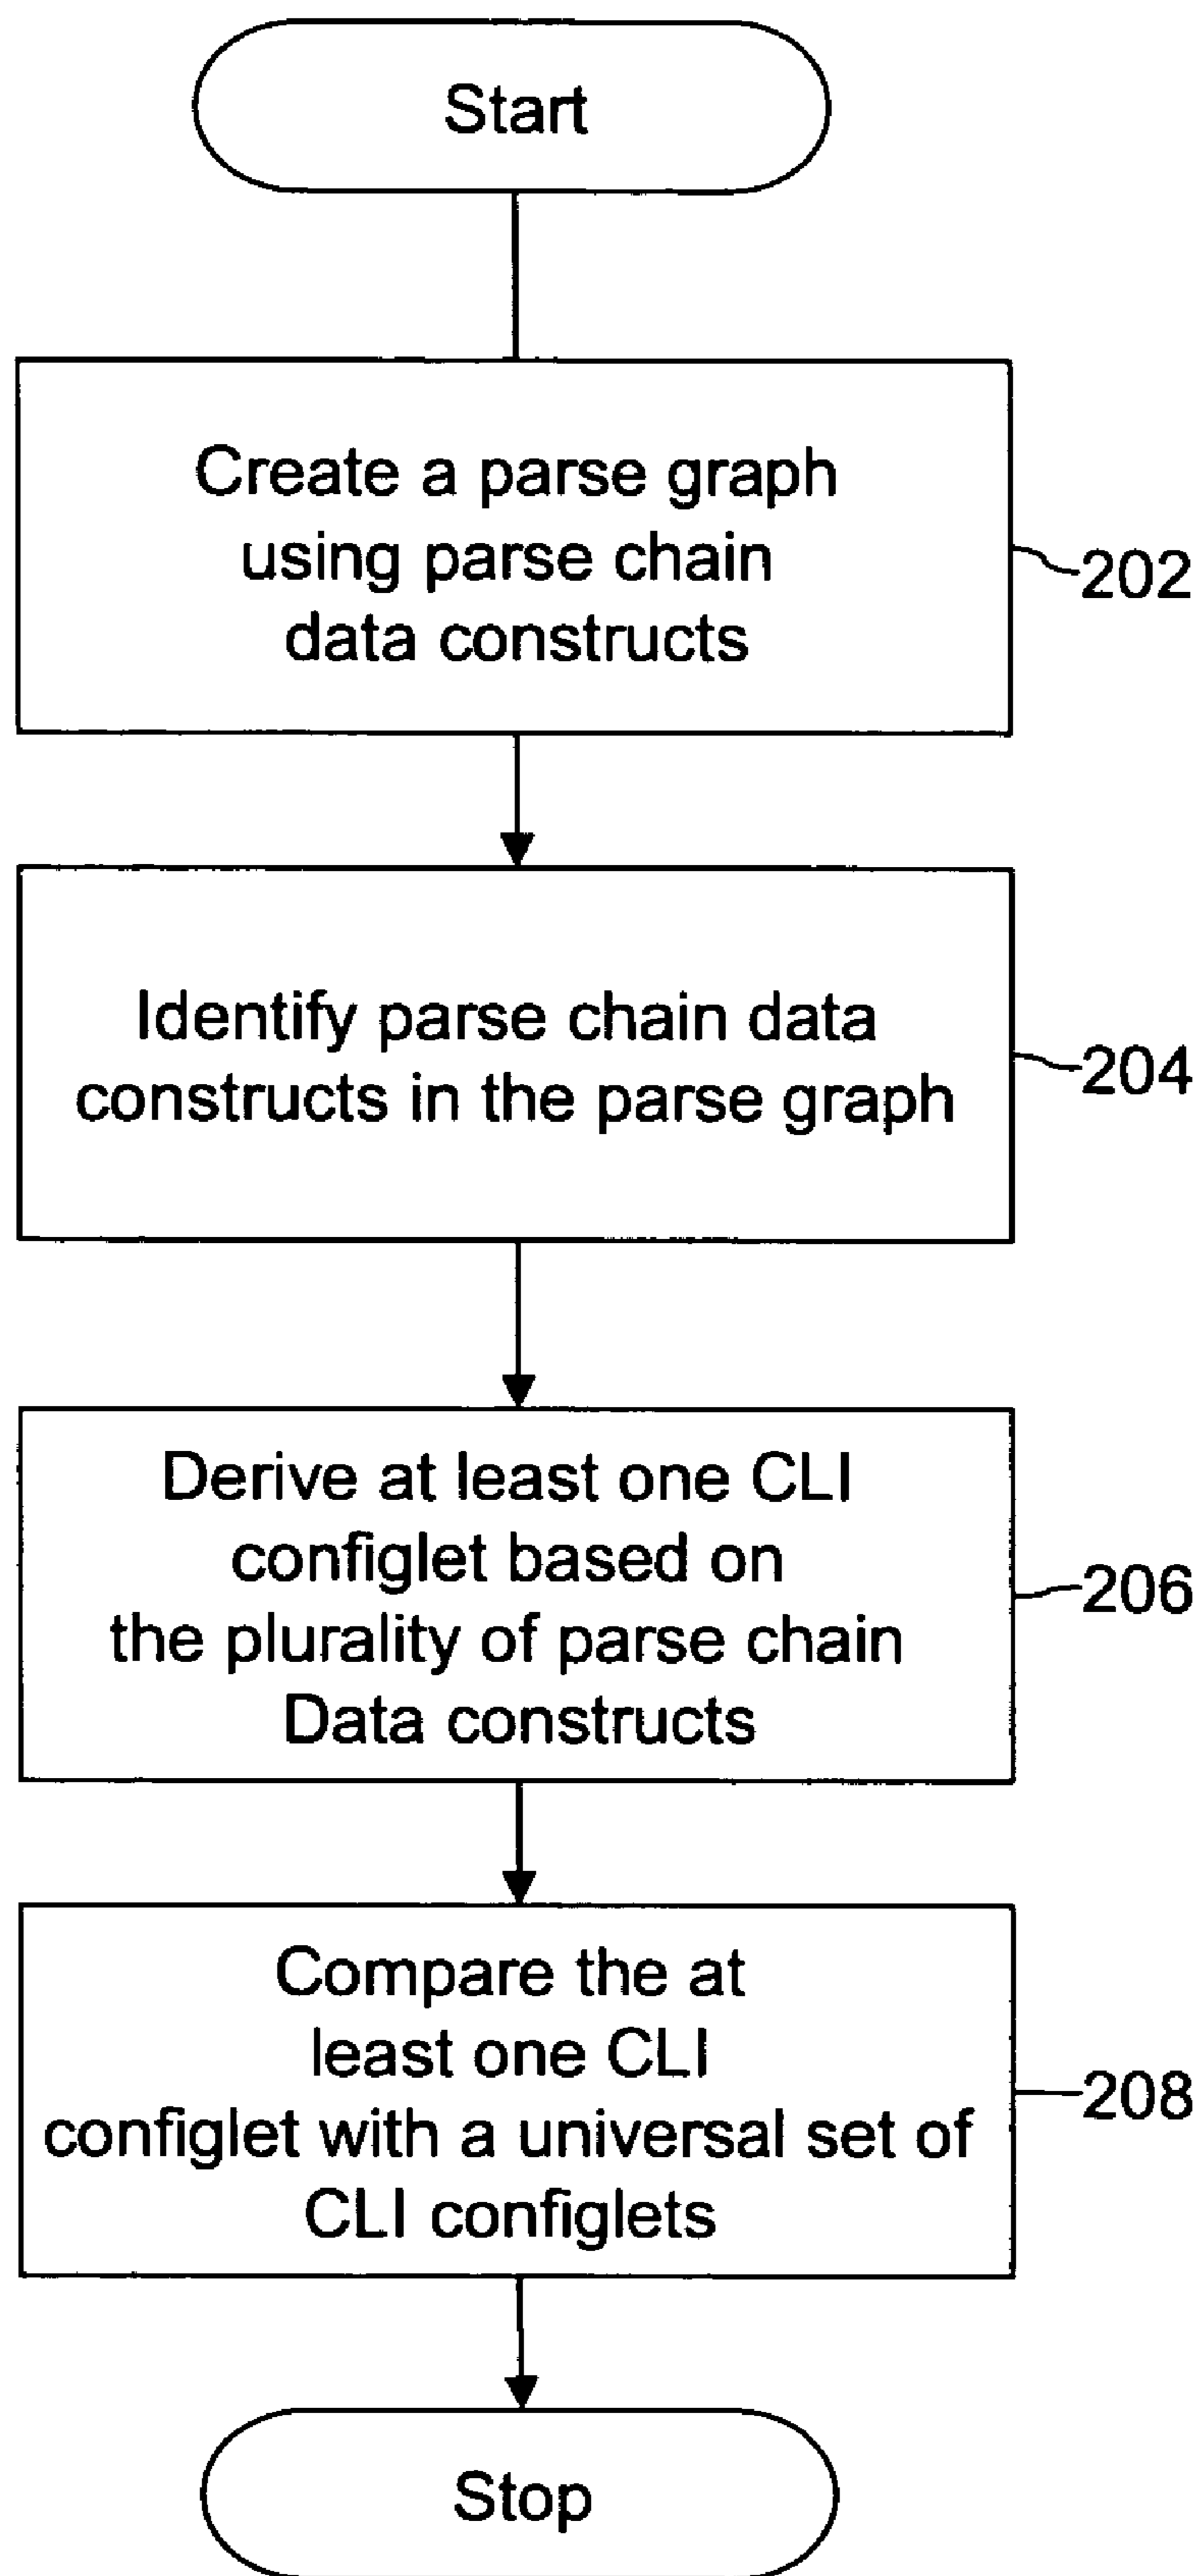 Start
Create a parse graph
using parse chain
data constructs
202
Identify parse chain data
constructs in the parse graph
204
Derive at least one CLI
configlet based on
the plurality of parse chain
Data constructs
206
Compare the at
least one CLI
configlet with a universal set of
CLI configlets
208
Stop